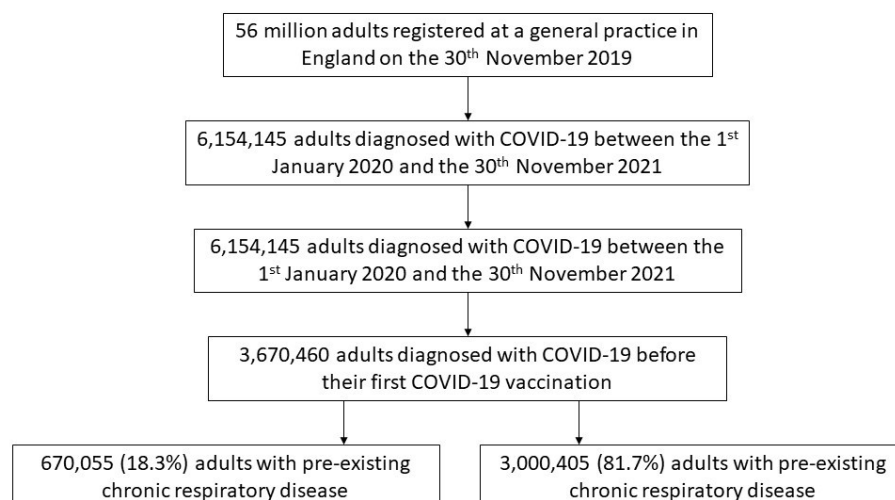 56 million adults registered at a general practice in
England on the 30th November 2019
6,154,145 adults diagnosed with COVID-19 between the 1st
January 2020 and the 30th November 2021
6,154,145 adults diagnosed with COVID-19 between the
1st January 2020 and the 30th November 2021
3,670,460 adults diagnosed with COVID-19 before
their first COVID-19 vaccination
670,055 (18.3%) adults with pre-existing
chronic respiratory disease
3,000,405 (81.7%) adults with pre-existing
chronic respiratory disease